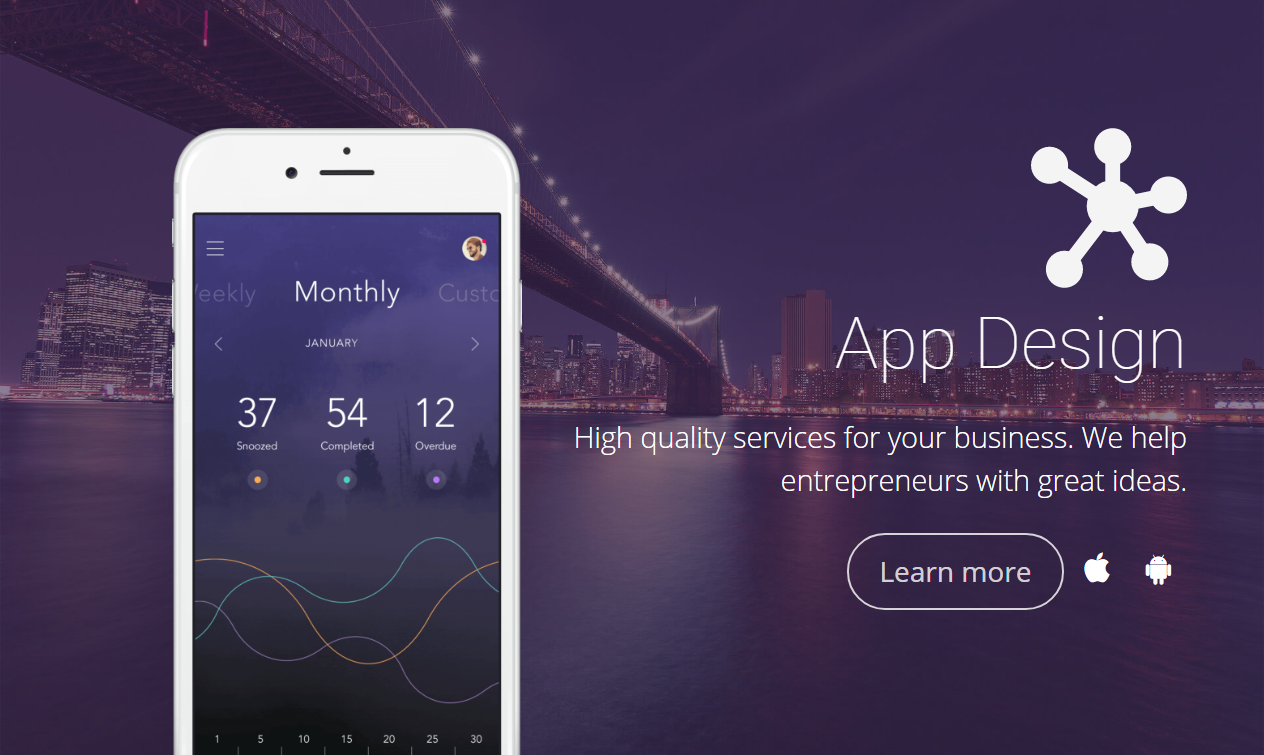 Weekly Monthly Custo
JANUARY
37 54 12
Snoozed Completed Overdue
1 5 10 15 20 25 30
App Design
High quality services for your business. We help
entrepreneurs with great ideas.
Learn more